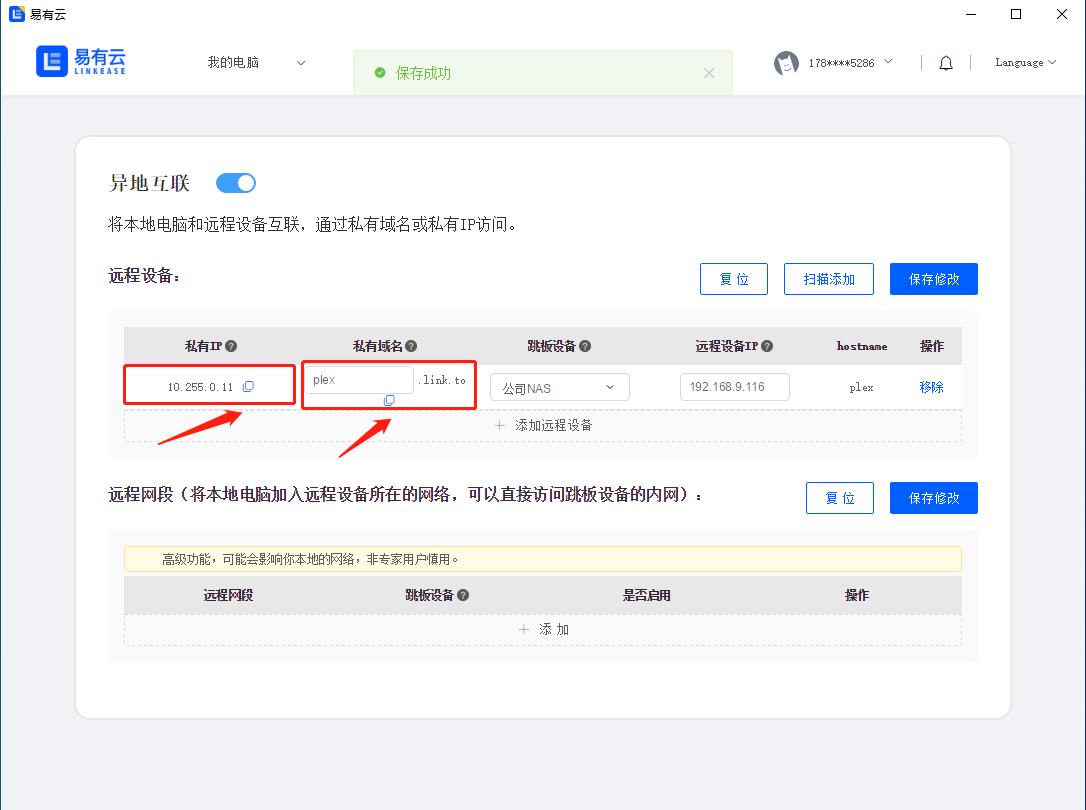 易有云
易有云
LINKEASE
我的电脑
保存成功
178****5286
Language
异地互联
将本地电脑和远程设备互联，通过私有域名或私有IP访问。
远程设备：
复 位
扫描添加
保存修改
私有IP
私有域名
跳板设备
远程设备IP
hostname
操作
10.255.0.11
plex
.link.to
公司NAS
192.168.9.116
plex
移除
＋ 添加远程设备
远程网段（将本地电脑加入远程设备所在的网络，可以直接访问跳板设备的内网）：
复 位
保存修改
高级功能，可能会影响你本地的网络，非专家用户慎用。
远程网段
跳板设备
是否启用
操作
＋ 添 加